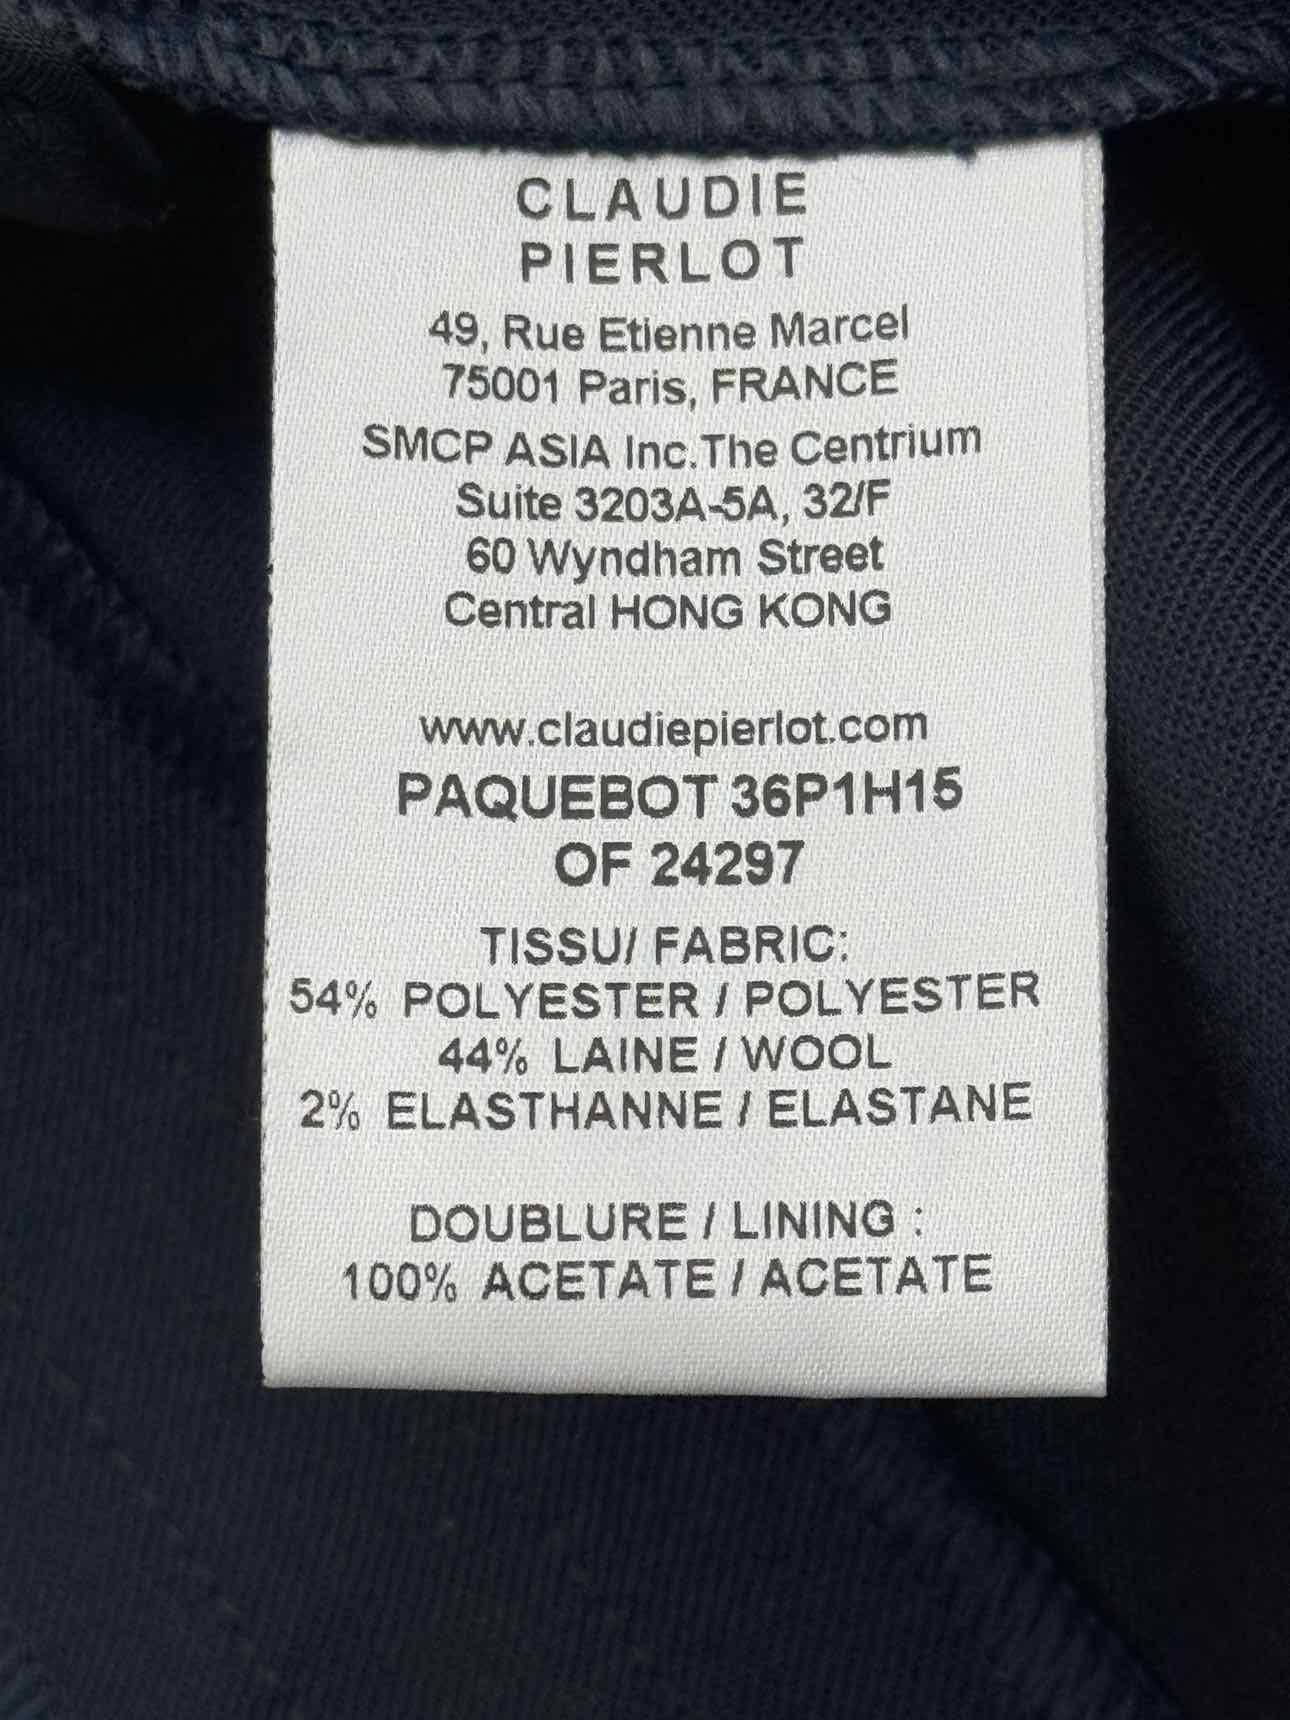 CLAUDIE
PIERLOT
49, Rue Etienne Marcel
75001 Paris, FRANCE
SMCP ASIA Inc.The Centrium
Suite 3203A-5A, 32/F
60 Wyndham Street
Central HONG KONG
www.claudiepierlot.com
PAQUEBOT 36P1H15
OF 24297
TISSU/ FABRIC:
54% POLYESTER / POLYESTER
44% LAINE / WOOL
2% ELASTHANNE / ELASTANE
DOUBLURE / LINING :
100% ACETATE / ACETATE